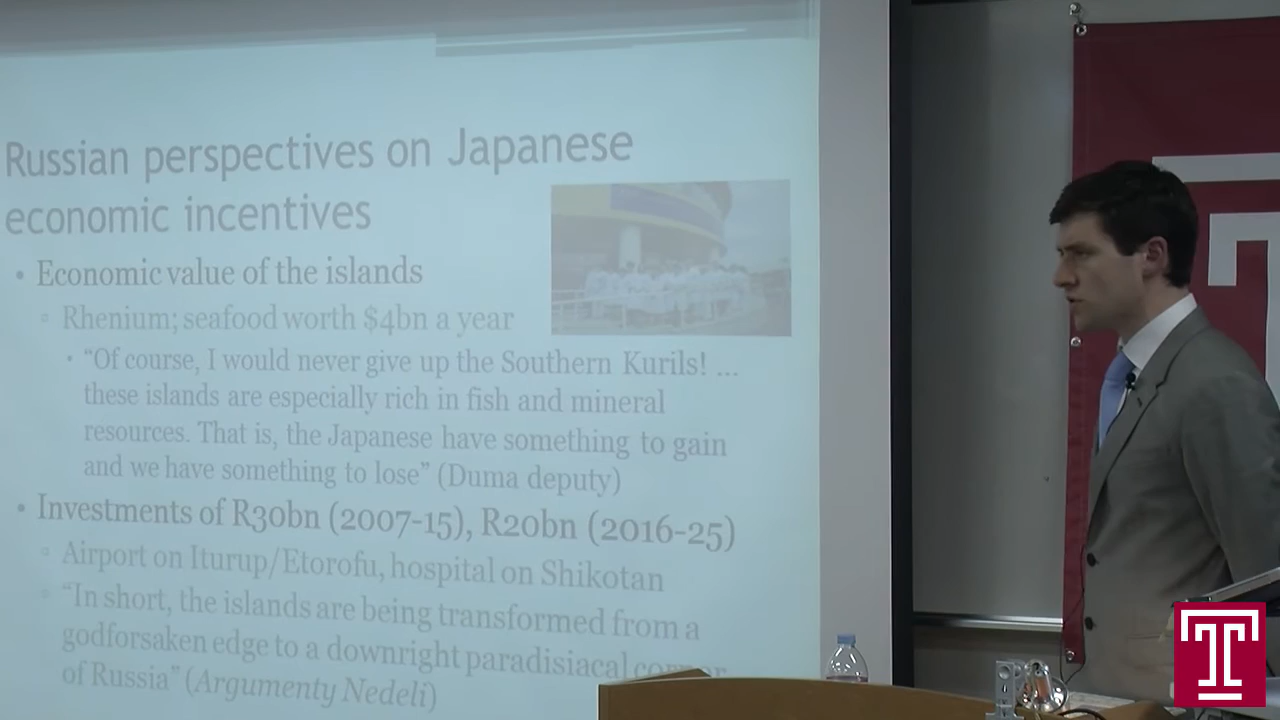 Russian perspectives on Japanese
economic incentives
• Economic value of the islands
▫ Rhenium; seafood worth $4bn a year
• “Of course, I would never give up the Southern Kurils! …
these islands are especially rich in fish and mineral
resources. That is, the Japanese have something to gain
and we have something to lose” (Duma deputy)
• Investments of R30bn (2007-15), R20bn (2016-25)
▫ Airport on Iturup/Etorofu, hospital on Shikotan
▫ “In short, the islands are being transformed from a
godforsaken edge to a downright paradisiacal corner
of Russia” (Argumenty Nedeli)
T